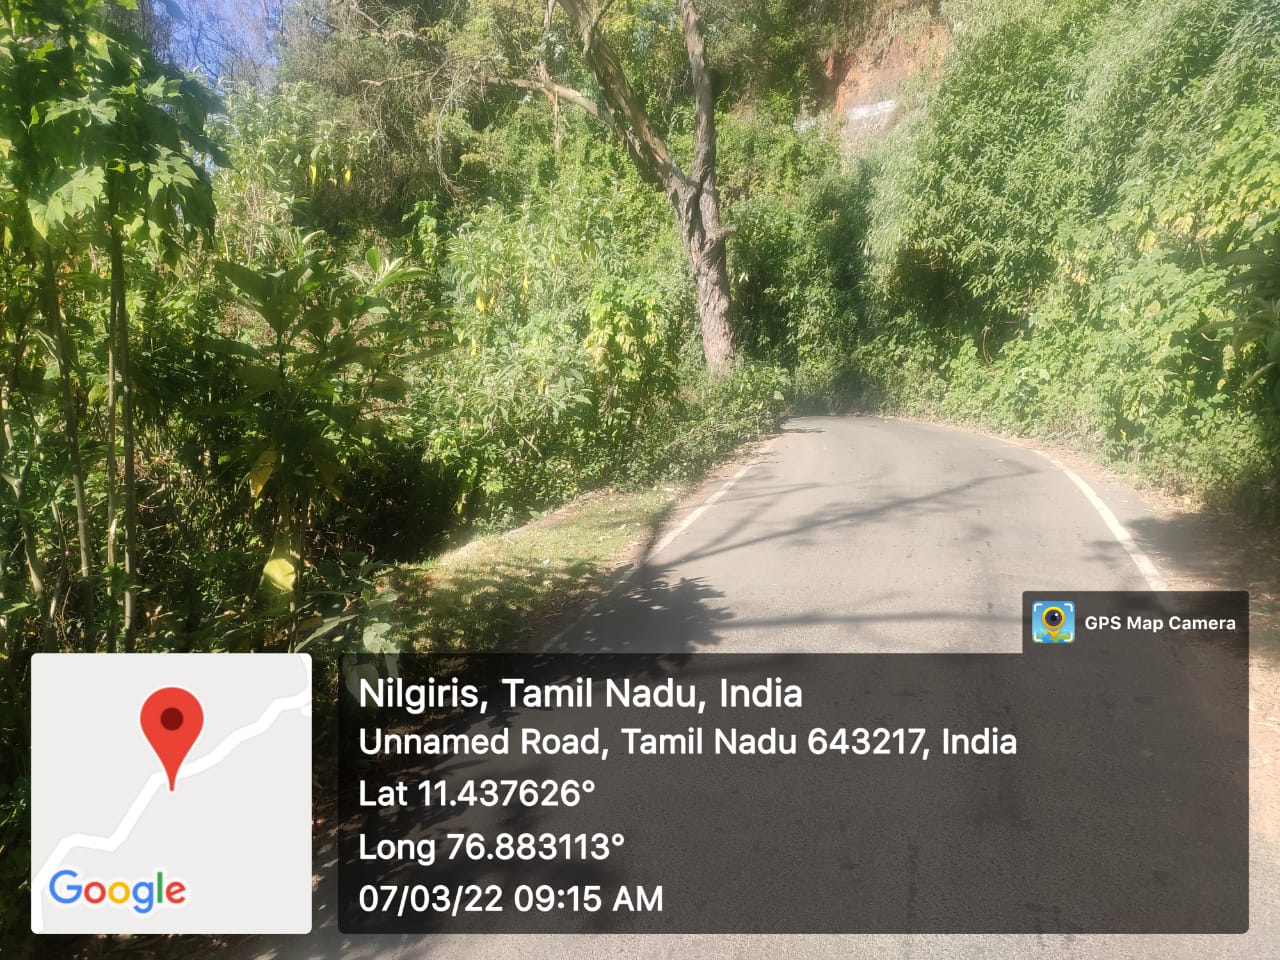 GPS Map Camera
Nilgiris, Tamil Nadu, India
Unnamed Road, Tamil Nadu 643217, India
Lat 11.437626°
Long 76.883113°
07/03/22 09:15 AM
Google